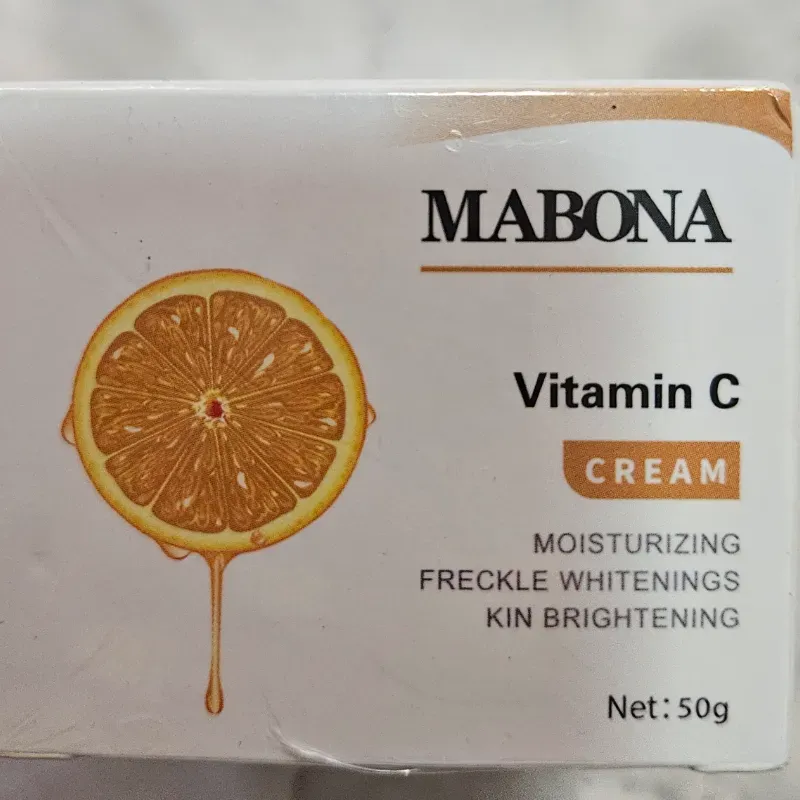 MABONA
Vitamin C
CREAM
MOISTURIZING
FRECKLE WHITENINGS
KIN BRIGHTENING
Net: 50g